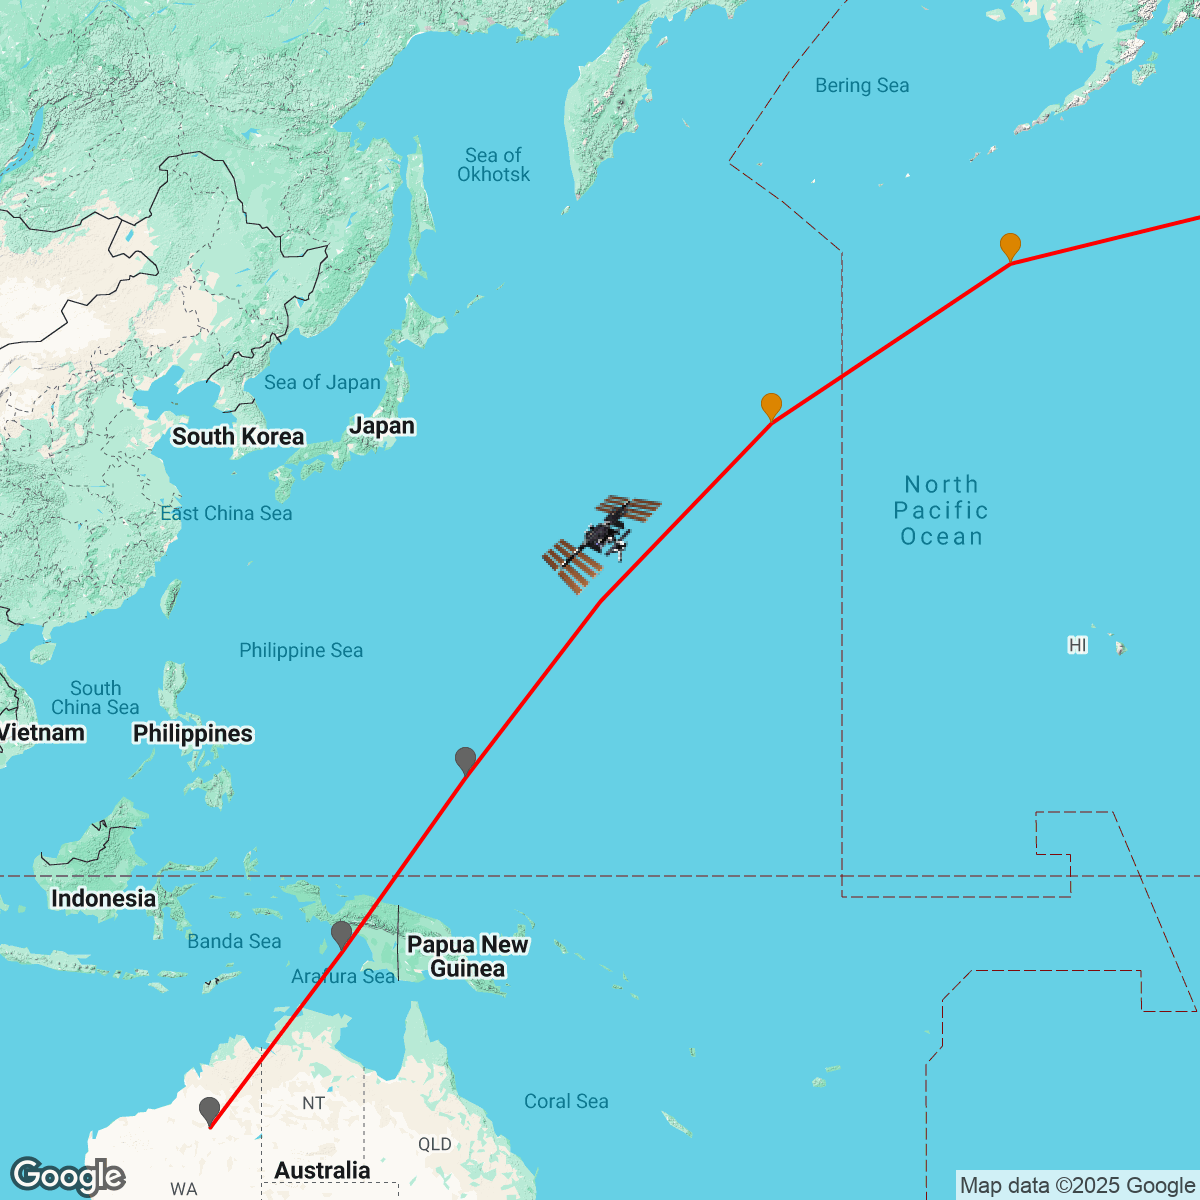 Bering Sea
Sea of
Okhotsk
Sea of Japan
South Korea
Japan
East China Sea
North
Pacific
Ocean
Philippine Sea
HI
South
China Sea
Vietnam
Philippines
Indonesia
Banda Sea
Papua New
Guinea
Arafura Sea
NT
Coral Sea
QLD
Australia
WA
Google
Map data ©2025 Google